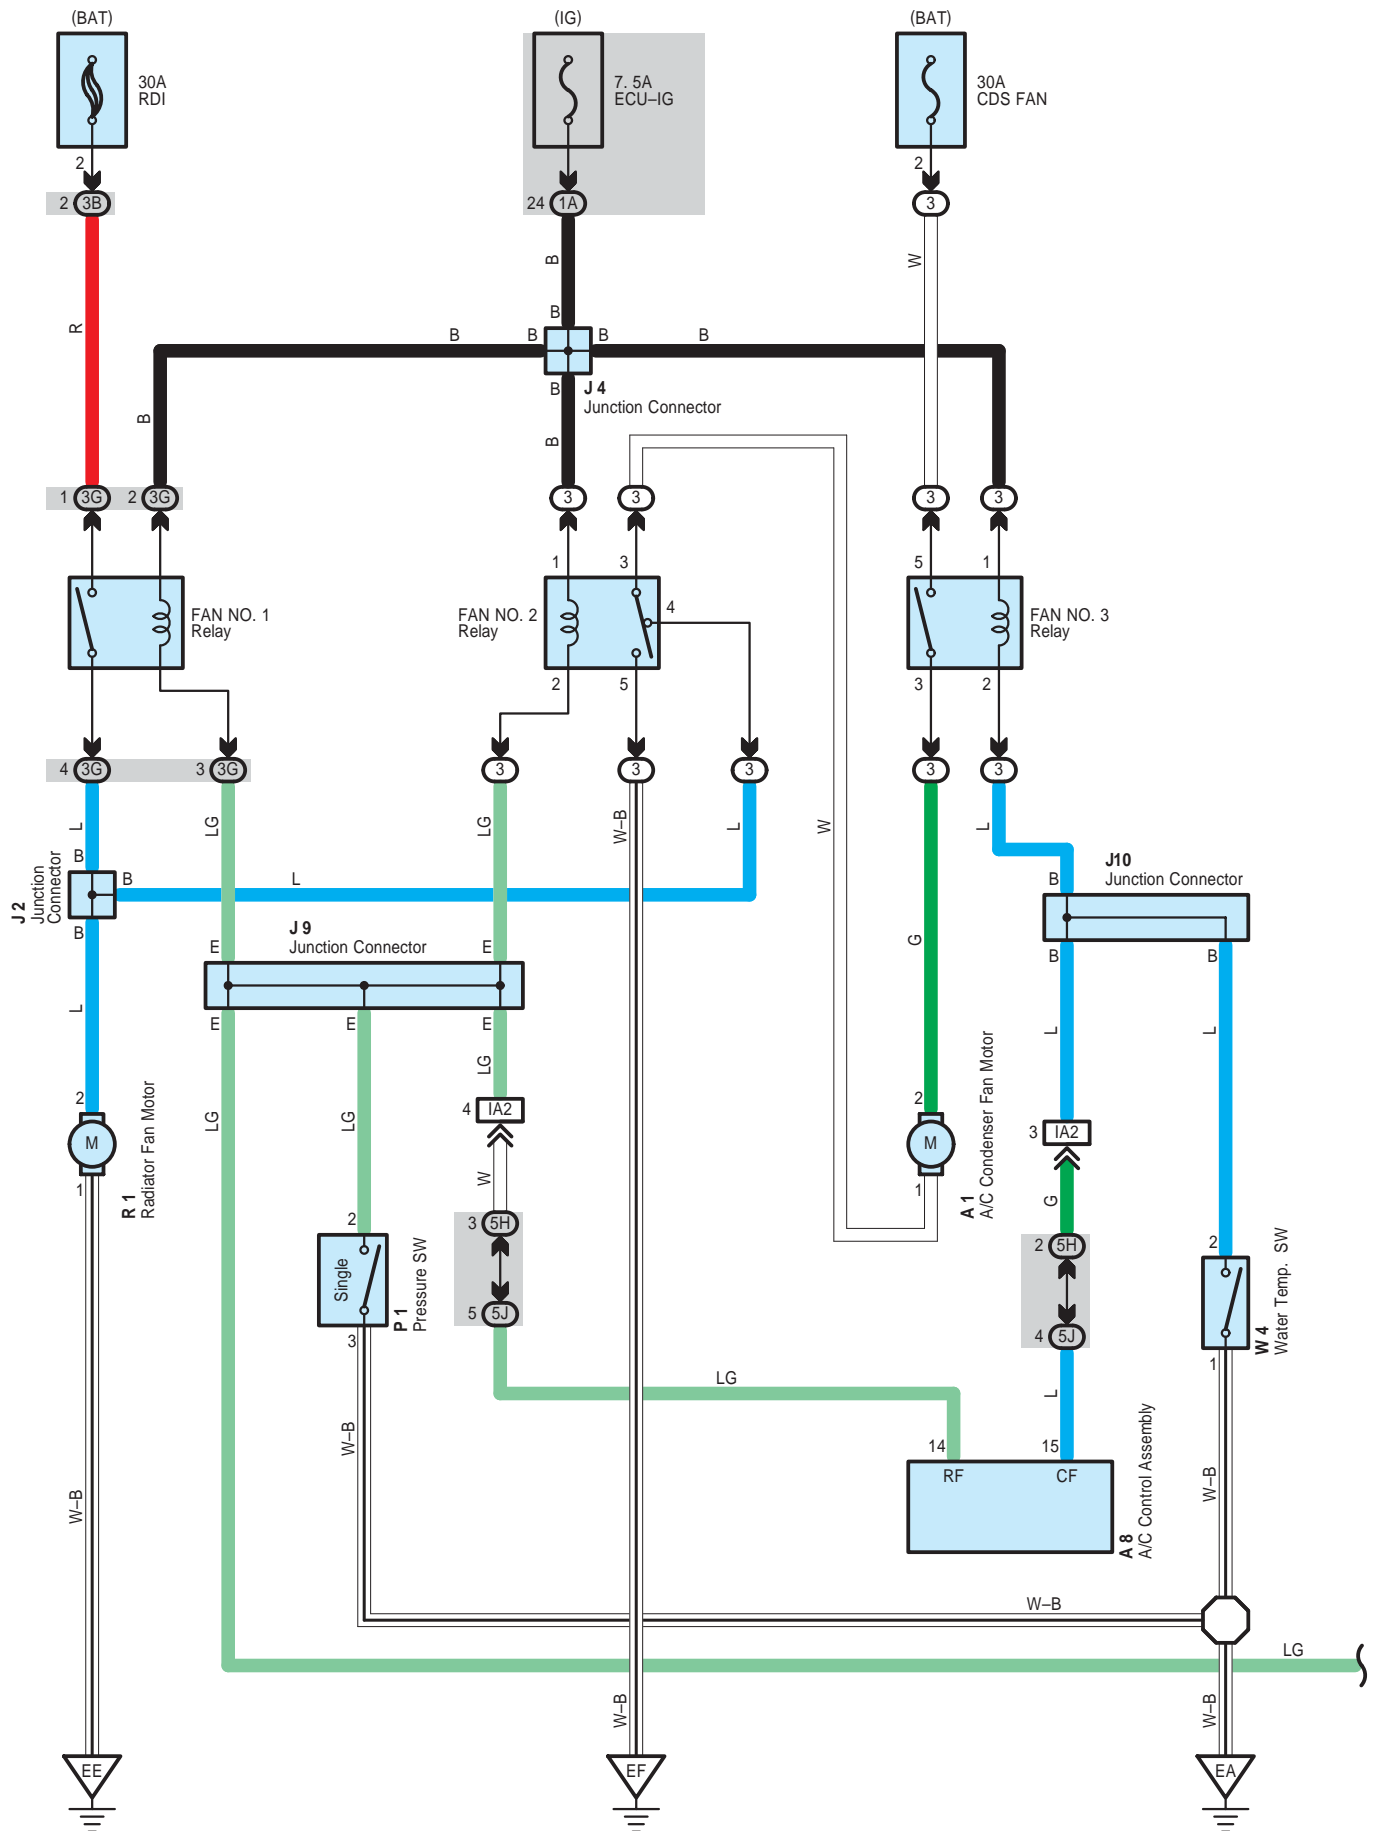 (BAT)
(IG)
(BAT)
30A
RDI
7. 5A
ECU–IG
30A
CDS FAN
2
2
2 3B
24 1A
3
R
B
W
B
B
B
B
B
B
J 4
Junction Connector
B
B
B
1 3G
2 3G
3
3
3
3
1
3
5
1
FAN NO. 1
Relay
FAN NO. 2
Relay
4
FAN NO. 3
Relay
2
5
3
2
4 3G
3 3G
3
3
3
3
3
L
LG
LG
W–B
L
W
L
B
B
L
J 2
Junction
Connector
B
J10
Junction Connector
B
B
B
J 9
Junction Connector
E
E
E
E
E
G
L
L
L
LG
LG
LG
2
M
1
R 1
Radiator Fan Motor
4 IA2
W
2
M
1
A 1
A/C Condenser Fan Motor
3 IA2
G
2
Single
3
P 1
Pressure SW
3 5H
5 5J
2 5H
4 5J
2
1
W 4
Water Temp. SW
LG
L
W–B
W–B
14
15
RF
CF
A 8
A/C Control Assembly
W–B
W–B
LG
W–B
W–B
EE
EF
EA